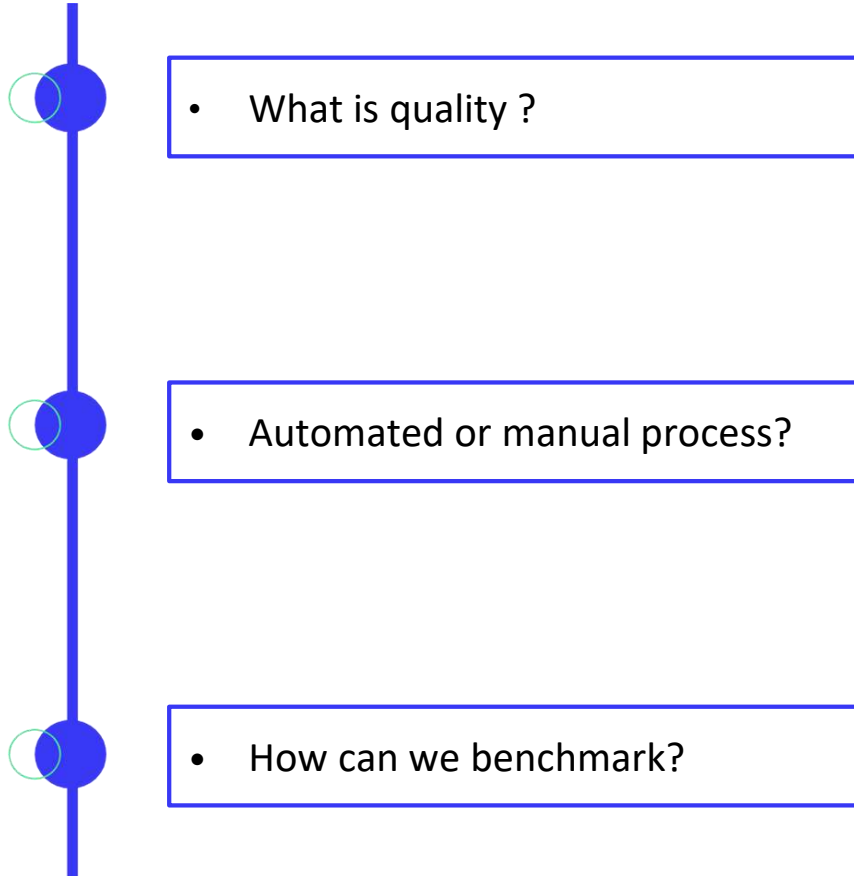 • What is quality ?
• Automated or manual process?
• How can we benchmark?